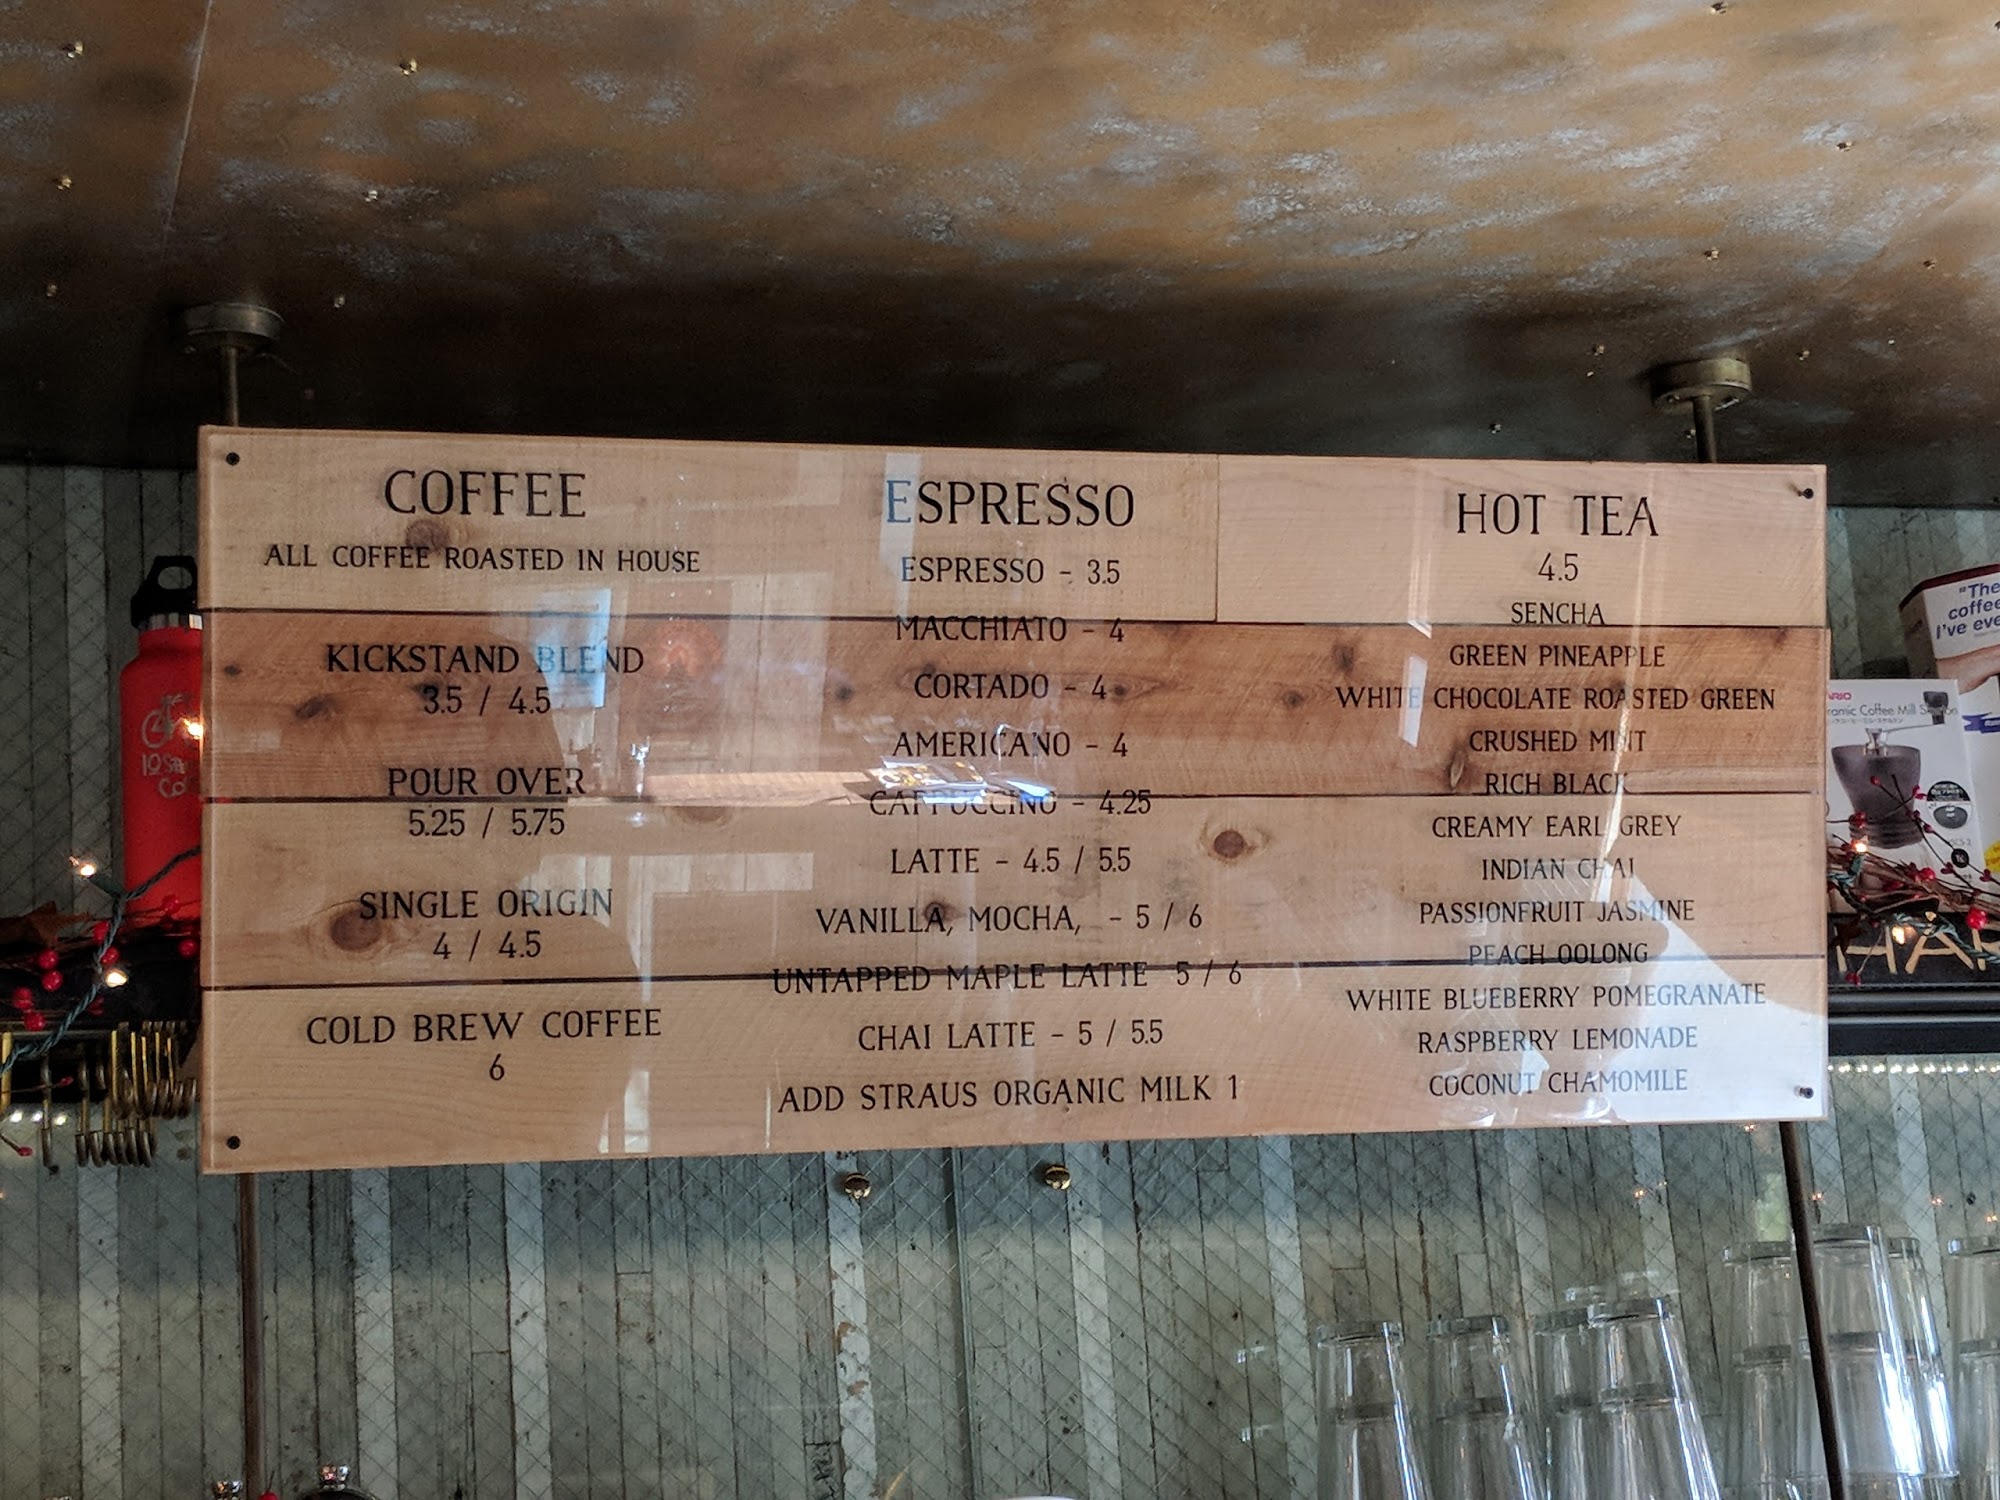 COFFEE
ALL COFFEE ROASTED IN HOUSE
KICKSTAND BLEND
3.5 / 4.5
POUR OVER
5.25 / 5.75
SINGLE ORIGIN
4 / 4.5
COLD BREW COFFEE
6
ESPRESSO
ESPRESSO - 3.5
MACCHIATO - 4
CORTADO - 4
AMERICANO - 4
CAPPUCCINO - 4.25
LATTE - 4.5 / 5.5
VANILLA, MOCHA, - 5 / 6
UNTAPPED MAPLE LATTE 5 / 6
CHAI LATTE - 5 / 5.5
ADD STRAUS ORGANIC MILK 1
HOT TEA
4.5
SENCHA
GREEN PINEAPPLE
WHITE CHOCOLATE ROASTED GREEN
CRUSHED MINT
RICH BLACK
CREAMY EARL GREY
INDIAN CHAI
PASSIONFRUIT JASMINE
PEACH OOLONG
WHITE BLUEBERRY POMEGRANATE
RASPBERRY LEMONADE
COCONUT CHAMOMILE
"The
coffee
I've
Coffee Mill